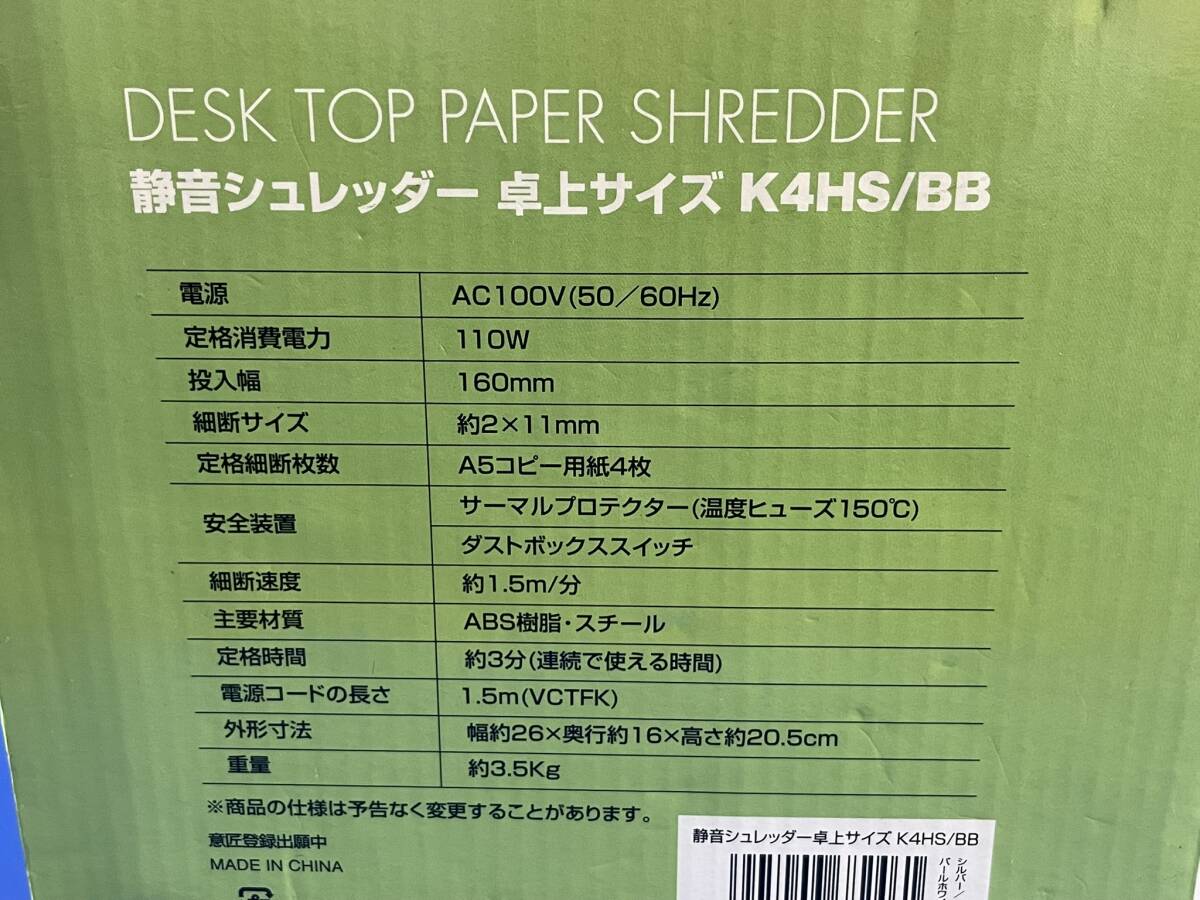 DESK TOP PAPER SHREDDER
静音シュレッダー 卓上サイズ K4HS/BB
電源 AC100V(50／60Hz)
定格消費電力 110W
投入幅 160mm
細断サイズ 約2×11mm
定格細断枚数 A5コピー用紙4枚
安全装置 サーマルプロテクター(温度ヒューズ150℃)
ダストボックススイッチ
細断速度 約1.5m/分
主要材質 ABS樹脂・スチール
定格時間 約3分(連続で使える時間)
電源コードの長さ 1.5m(VCTFK)
外形寸法 幅約26×奥行約16×高さ約20.5cm
重量 約3.5Kg
※商品の仕様は予告なく変更することがあります。
意匠登録出願中
MADE IN CHINA
静音シュレッダー卓上サイズ K4HS/BB
シルバー/
パールホワイ